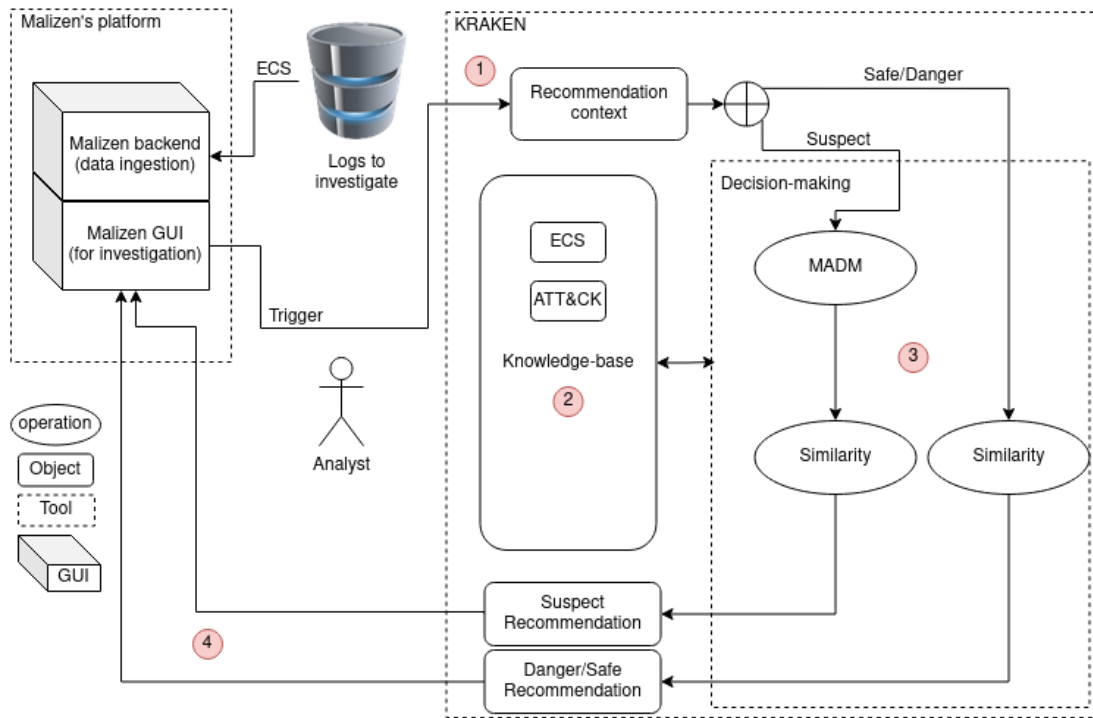 Malizen's platform
KRAKEN
ECS
1
Recommendation
context
Safe/Danger
Suspect
Malizen backend
(data ingestion)
Logs to
investigate
Decision-making
Malizen GUI
(for investigation)
ECS
MADM
ATT&CK
Trigger
Knowledge-base
3
2
operation
Analyst
Similarity
Similarity
Object
Tool
GUI
Suspect
Recommendation
4
Danger/Safe
Recommendation